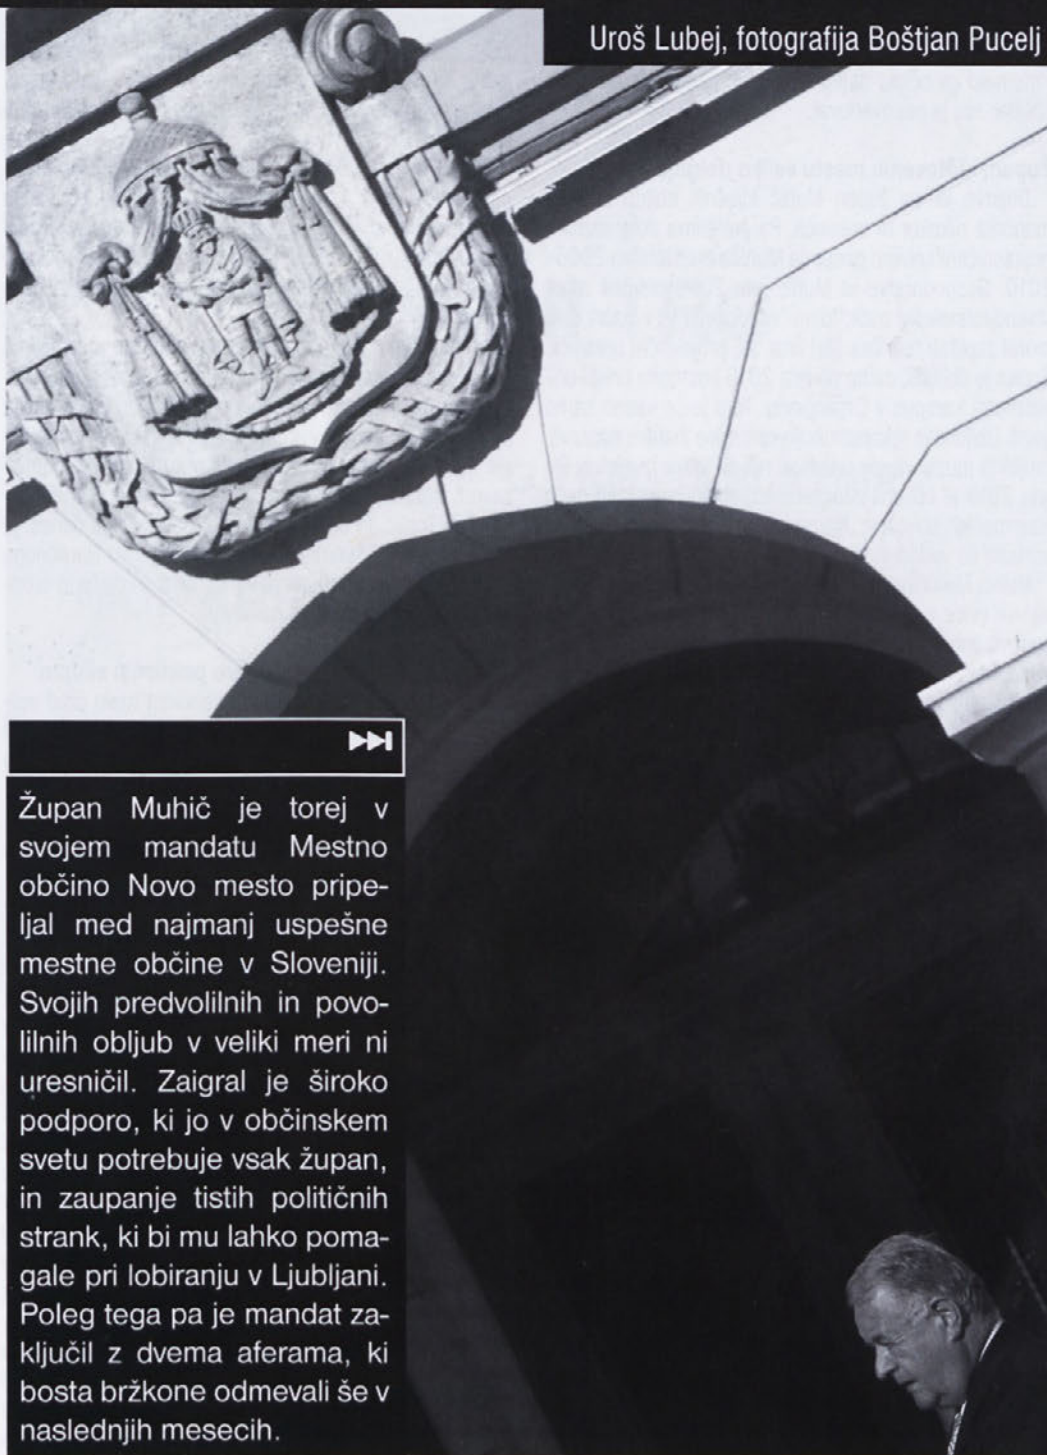 Uroš Lubej, fotografija Boštjan Pucelj
Župan Muhič je torej v
svojem mandatu Mestno
občino Novo mesto pripe-
ljal med najmanj uspešne
mestne občine v Sloveniji.
Svojih predvolilnih in povo-
lilnih obljub v veliki meri ni
uresničil. Zaigral je široko
podporo, ki jo v občinskem
svetu potrebuje vsak župan,
in zaupanje tistih političnih
strank, ki bi mu lahko poma-
gale pri lobiranju v Ljubljani.
Poleg tega pa je mandat za-
ključil z dvema aferama, ki
bosta bržkone odmevali še v
naslednjih mesecih.